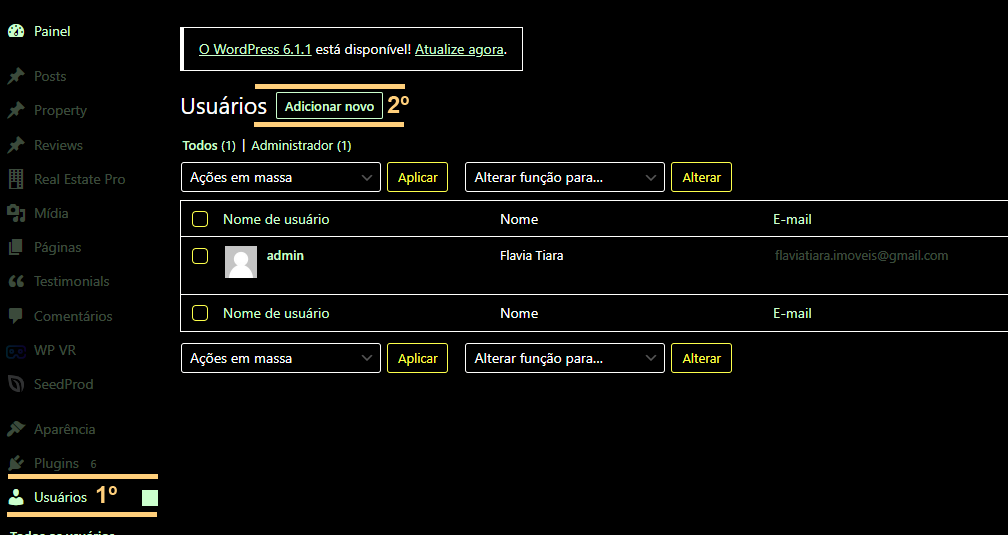 Painel
Posts
Property
Reviews
Real Estate Pro
Mídia
Páginas
Testimonials
Comentários
WP VR
SeedProd
Aparência
Plugins 6
Usuários 1º
Todos os usuários
O WordPress 6.1.1 está disponível! Atualize agora.
Usuários Adicionar novo 2º
Todos (1) | Administrador (1)
Ações em massa Aplicar Alterar função para... Alterar
Nome de usuário Nome E-mail
admin Flavia Tiara flaviatiara.imoveis@gmail.com
Nome de usuário Nome E-mail
Ações em massa Aplicar Alterar função para... Alterar